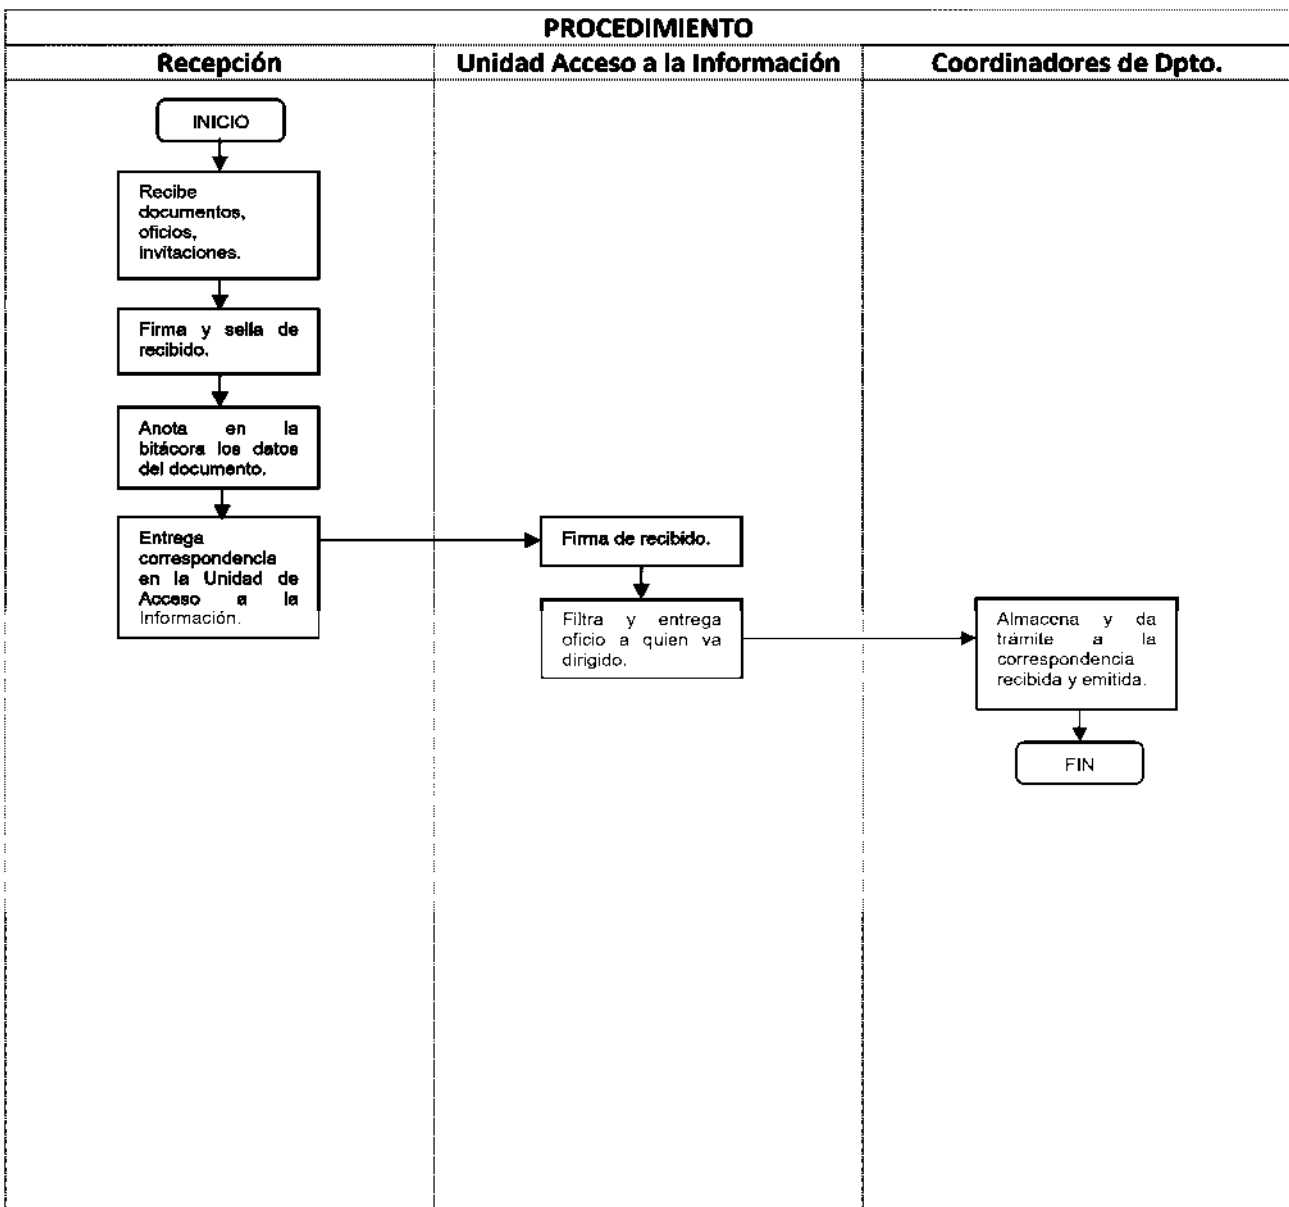 PROCEDIMIENTO
Recepción
Unidad Acceso a la Información
Coordinadores de Dpto.
INICIO
Recibe
documentos,
oficios,
invitaciones.
Firma y sella de
recibido.
Anota en la
bitácora los datos
del documento.
Entrega
correspondencia
en la Unidad de
Acceso a la
Información.
Firma de recibido.
Filtra y entrega
oficio a quien va
dirigido.
Almacena y da
trámite a la
correspondencia
recibida y emitida.
FIN